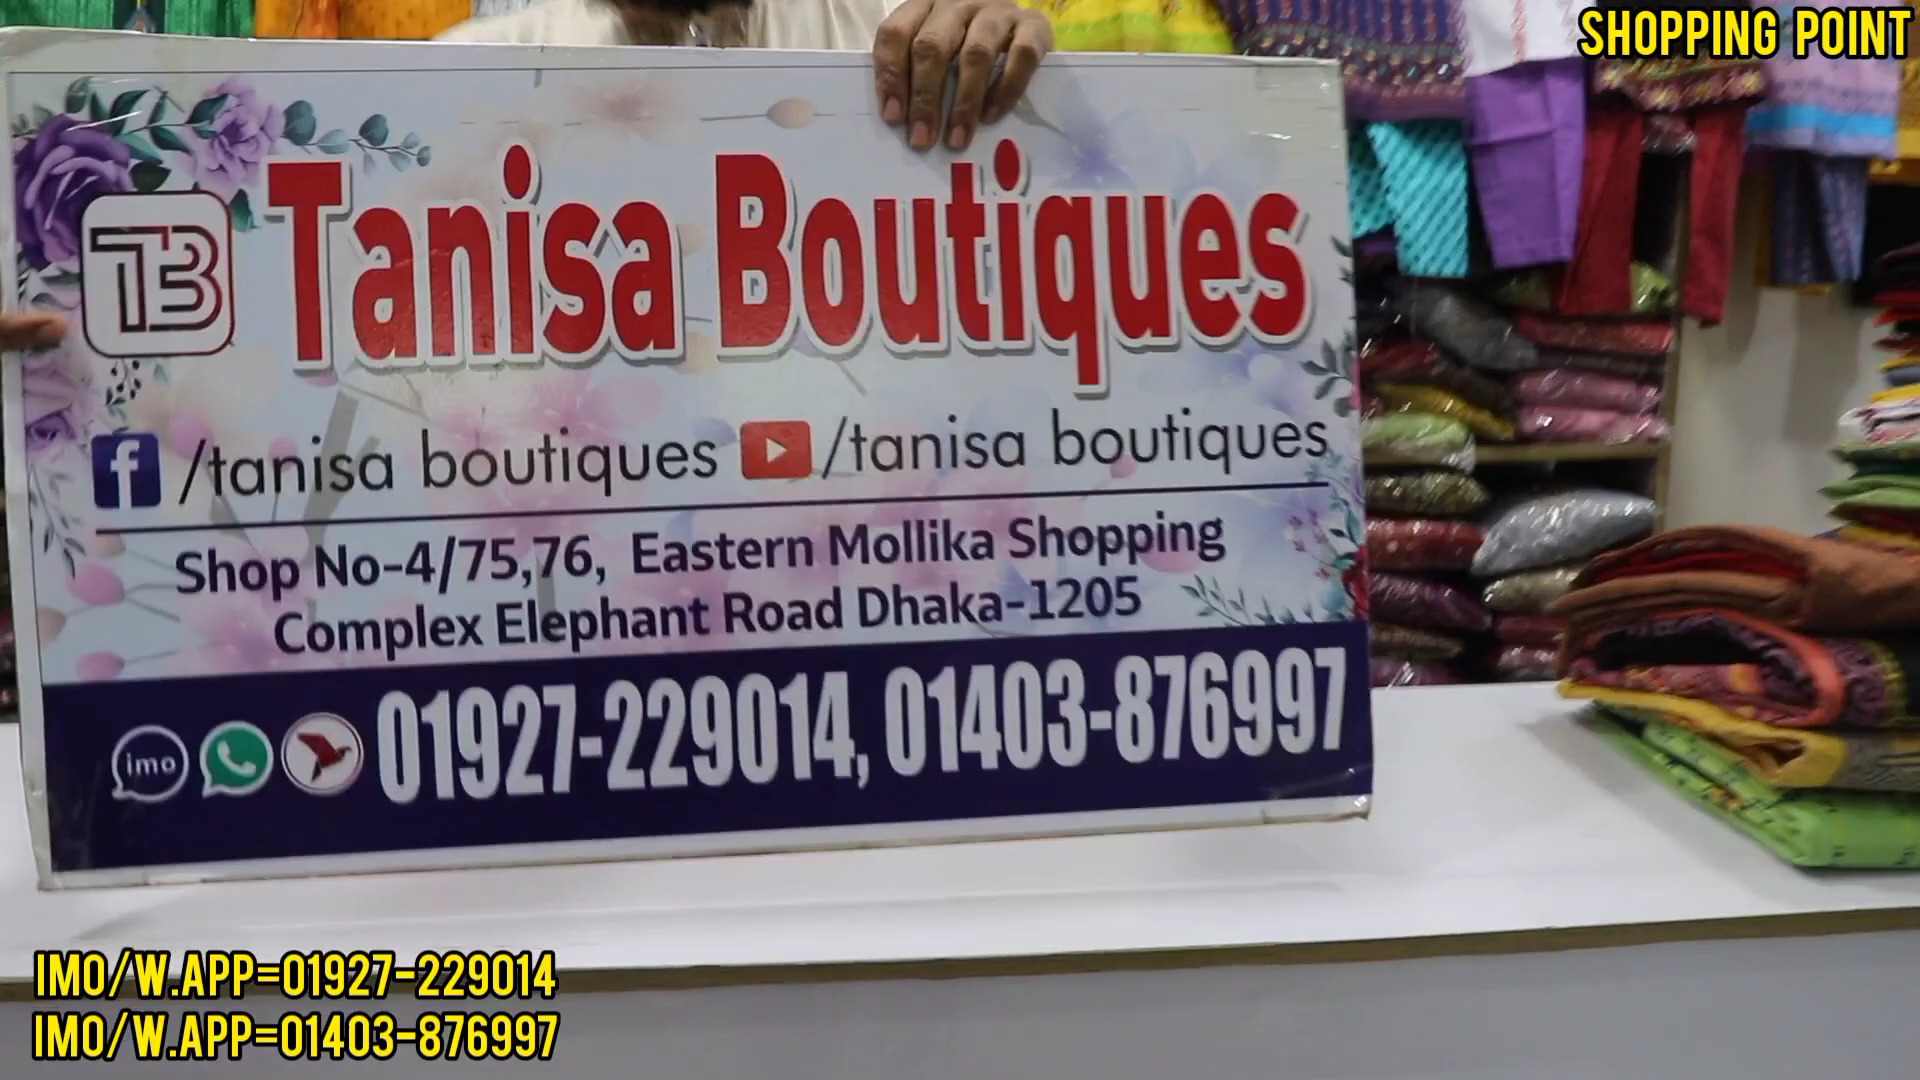 SHOPPING POINT
TB Tanisa Boutiques
f /tanisa boutiques /tanisa boutiques
Shop No-4/75,76, Eastern Mollika Shopping
Complex Elephant Road Dhaka-1205
imo 01927-229014, 01403-876997
IMO/W.APP=01927-229014
IMO/W.APP=01403-876997